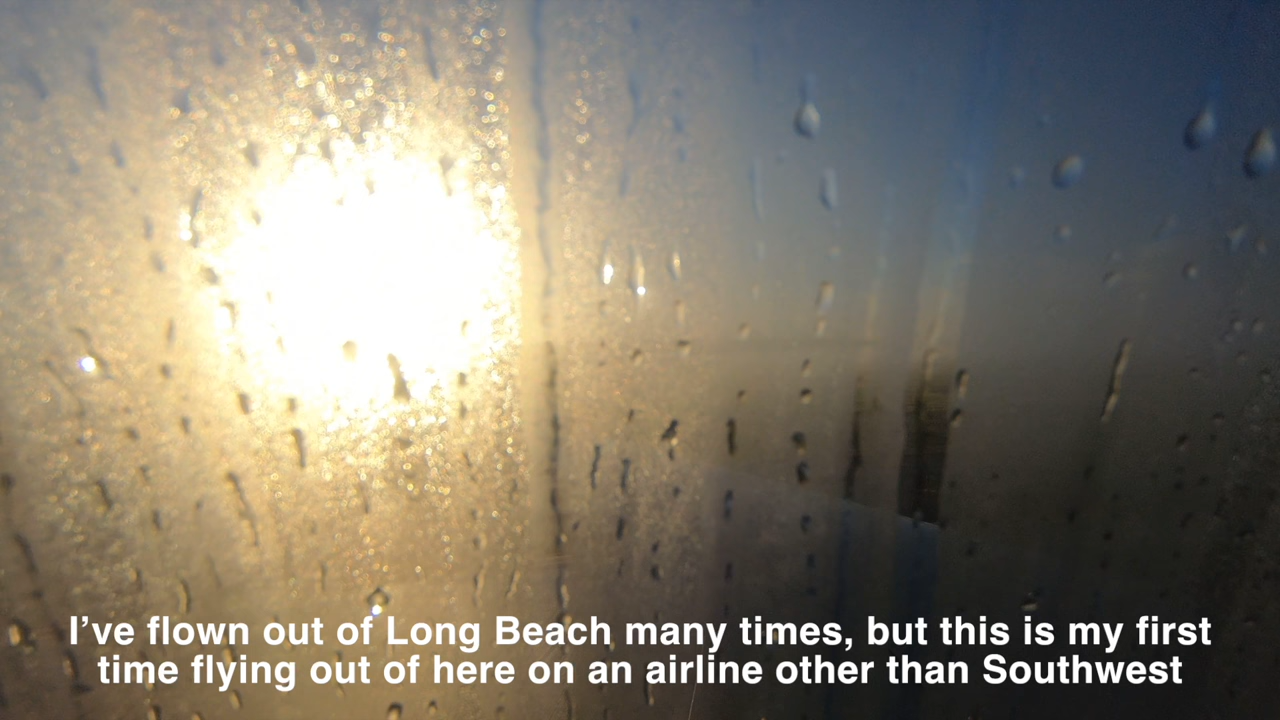 I’ve flown out of Long Beach many times, but this is my first
time flying out of here on an airline other than Southwest